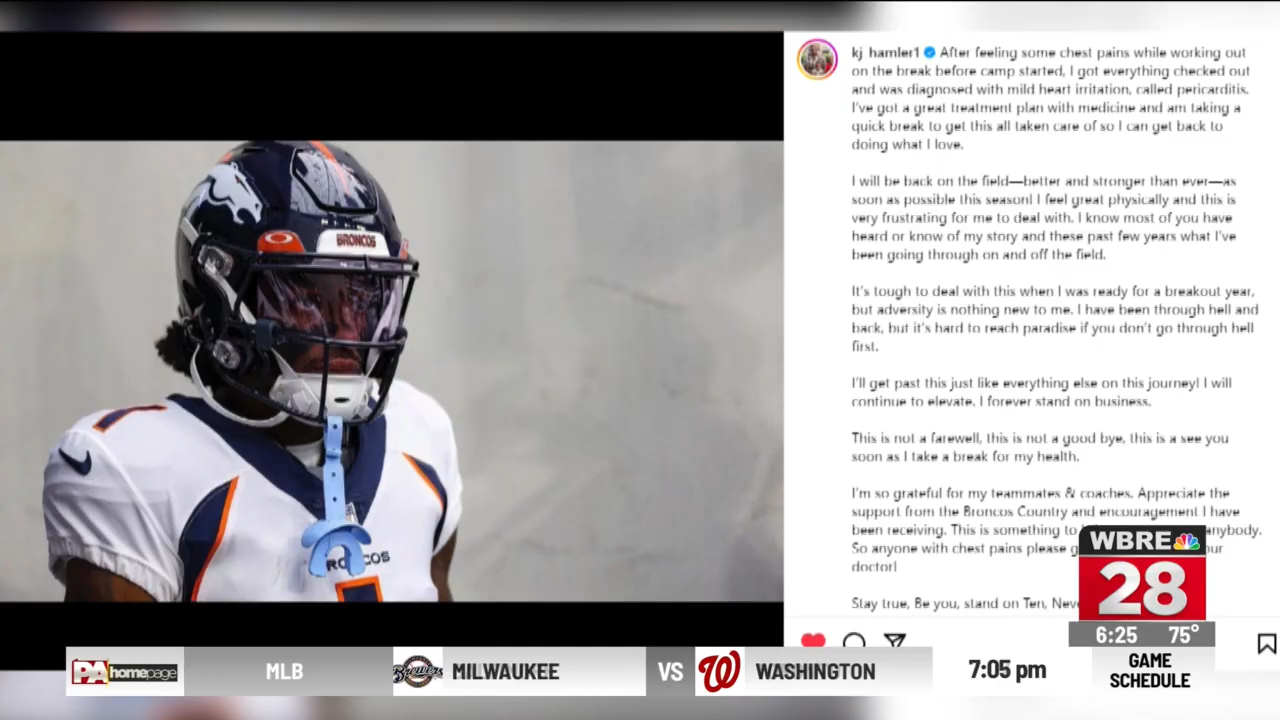 kj_hamler1 After feeling some chest pains while working out
on the break before camp started, I got everything checked out
and was diagnosed with mild heart irritation, called pericarditis.
I've got a great treatment plan with medicine and am taking a
quick break to get this all taken care of so I can get back to
doing what I love.
I will be back on the field—better and stronger than ever—as
soon as possible this season! I feel great physically and this is
very frustrating for me to deal with. I know most of you have
heard or know of my story and these past few years what I've
been going through on and off the field.
It's tough to deal with this when I was ready for a breakout year,
but adversity is nothing new to me. I have been through hell and
back, but it's hard to reach paradise if you don't go through hell
first.
I'll get past this just like everything else on this journey! I will
continue to elevate. I forever stand on business.
This is not a farewell, this is not a good bye, this is a see you
soon as I take a break for my health.
I'm so grateful for my teammates & coaches. Appreciate the
support from the Broncos Country and encouragement I have
been receiving. This is something to anybody.
So anyone with chest pains please
doctor!
Stay true, Be you, stand on Ten,
BRONCOS
BRONCOS
1
WBRE
28
6:25 75°
PA homepage MLB Brewers MILWAUKEE VS W WASHINGTON 7:05 pm GAME
SCHEDULE